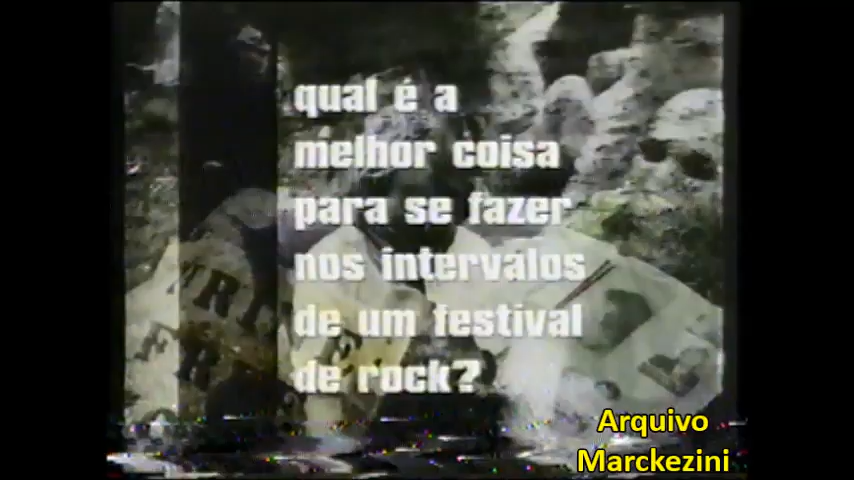 qual é a
melhor coisa
para se fazer
nos intervalos
de um festival
de rock?
Arquivo
Marckezini